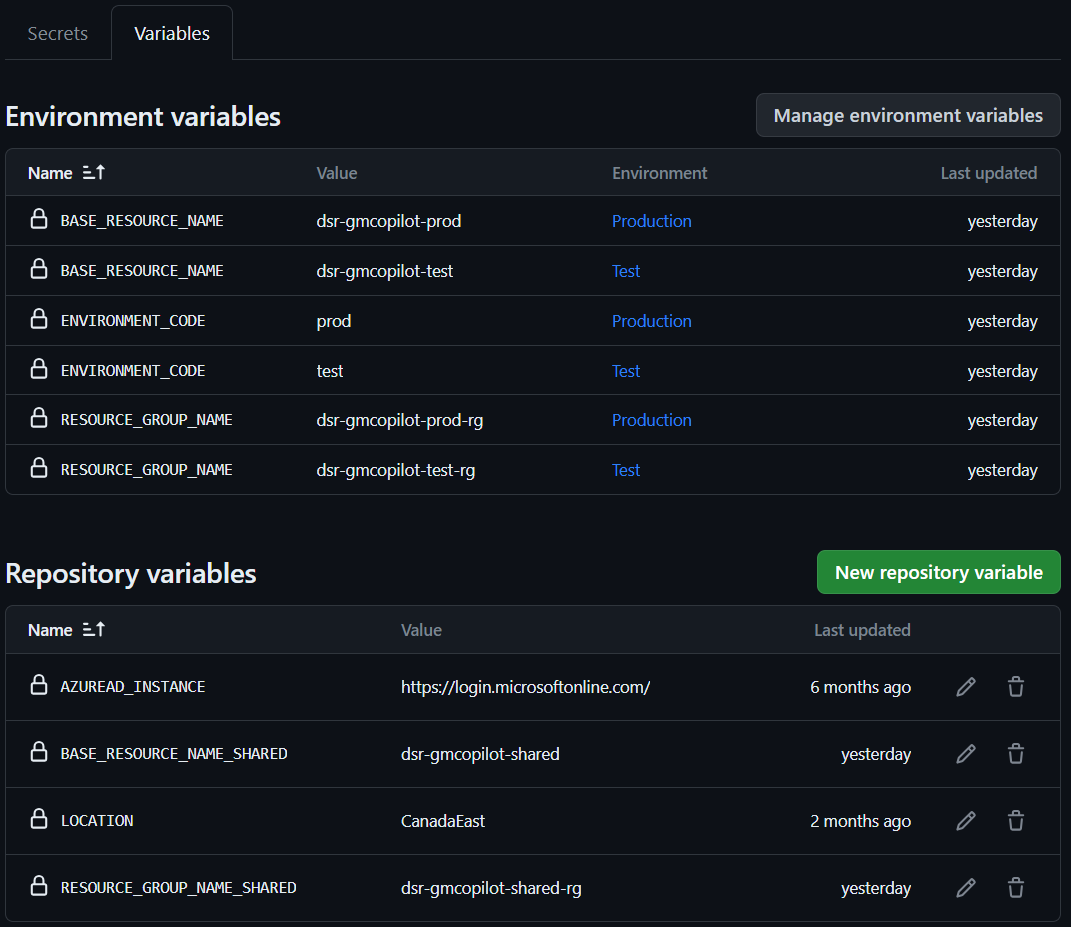 Secrets Variables
Environment variables Manage environment variables
Name Value Environment Last updated
BASE_RESOURCE_NAME dsr-gmcopilot-prod Production yesterday
BASE_RESOURCE_NAME dsr-gmcopilot-test Test yesterday
ENVIRONMENT_CODE prod Production yesterday
ENVIRONMENT_CODE test Test yesterday
RESOURCE_GROUP_NAME dsr-gmcopilot-prod-rg Production yesterday
RESOURCE_GROUP_NAME dsr-gmcopilot-test-rg Test yesterday
Repository variables New repository variable
Name Value Last updated
AZUREAD_INSTANCE https://login.microsoftonline.com/ 6 months ago
BASE_RESOURCE_NAME_SHARED dsr-gmcopilot-shared yesterday
LOCATION CanadaEast 2 months ago
RESOURCE_GROUP_NAME_SHARED dsr-gmcopilot-shared-rg yesterday